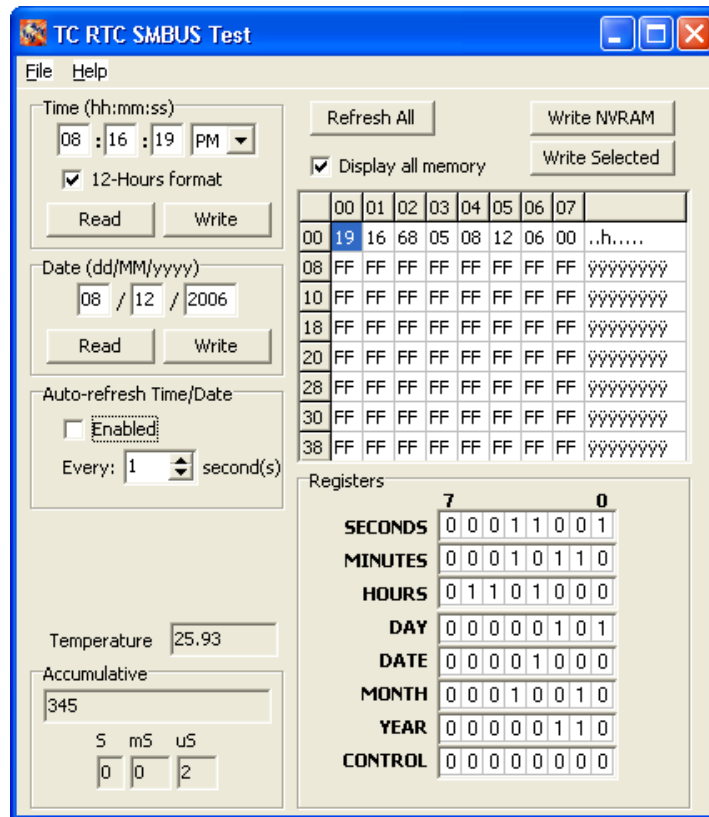 TC RTC SMBUS Test
File Help
Time (hh:mm:ss)
08 : 16 : 19 PM
12-Hours format
Read Write
Date (dd/MM/yyyy)
08 / 12 / 2006
Read Write
Auto-refresh Time/Date
Enabled
Every: 1 second(s)
Temperature 25.93
Accumulative
345
S mS uS
0 0 2
Refresh All Write NVRAM
Display all memory Write Selected
00 01 02 03 04 05 06 07
00 19 16 68 05 08 12 06 00 ..h.....
08 FF FF FF FF FF FF FF FF ÿÿÿÿÿÿÿÿ
10 FF FF FF FF FF FF FF FF ÿÿÿÿÿÿÿÿ
18 FF FF FF FF FF FF FF FF ÿÿÿÿÿÿÿÿ
20 FF FF FF FF FF FF FF FF ÿÿÿÿÿÿÿÿ
28 FF FF FF FF FF FF FF FF ÿÿÿÿÿÿÿÿ
30 FF FF FF FF FF FF FF FF ÿÿÿÿÿÿÿÿ
38 FF FF FF FF FF FF FF FF ÿÿÿÿÿÿÿÿ
Registers
7 0
SECONDS 0 0 0 1 1 0 0 1
MINUTES 0 0 0 1 0 1 1 0
HOURS 0 1 1 0 1 0 0 0
DAY 0 0 0 0 0 1 0 1
DATE 0 0 0 0 1 0 0 0
MONTH 0 0 0 1 0 0 1 0
YEAR 0 0 0 0 0 1 1 0
CONTROL 0 0 0 0 0 0 0 0